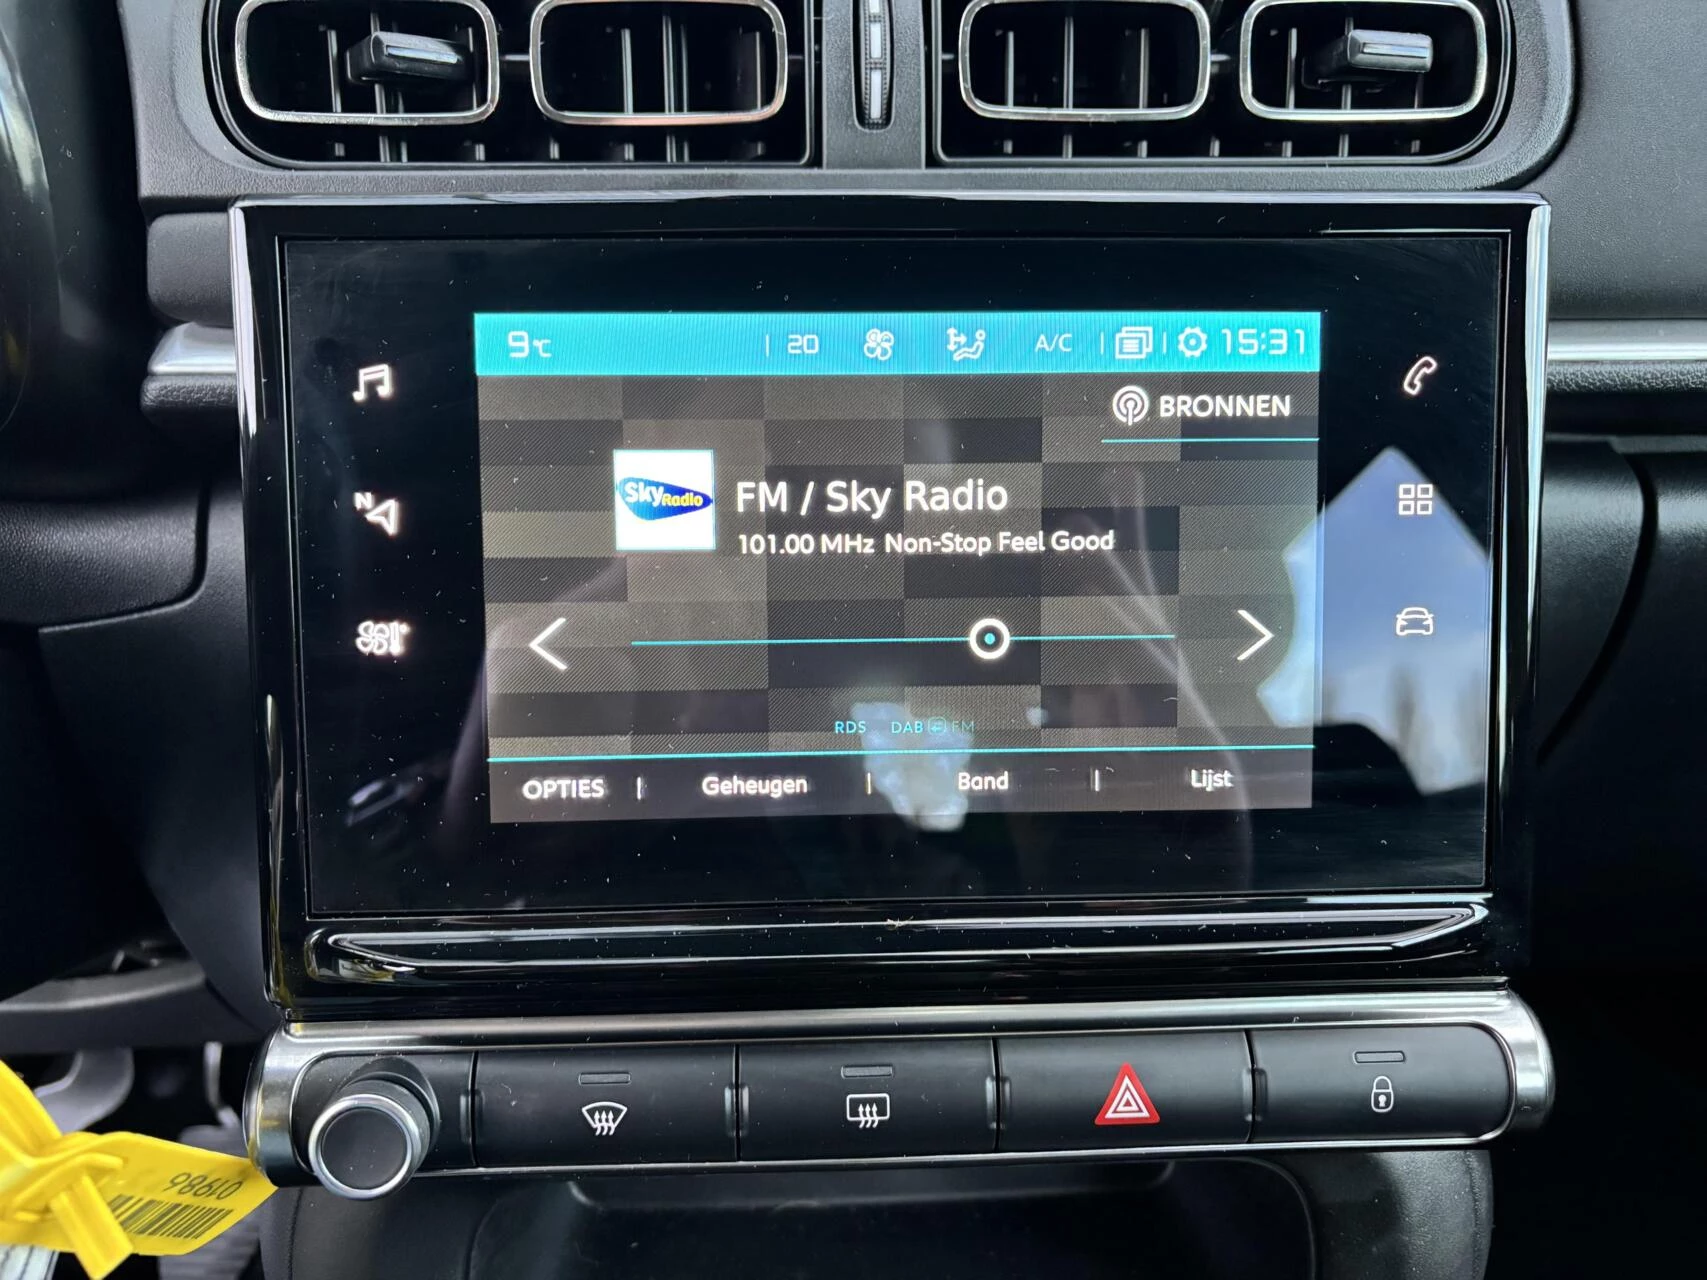 9°C | 20 A/C | | 15:31
BRONNEN
Sky Radio
FM / Sky Radio
101.00 MHz Non-Stop Feel Good
N
RDS DAB FM
OPTIES | Geheugen | Band | Lijst
01986